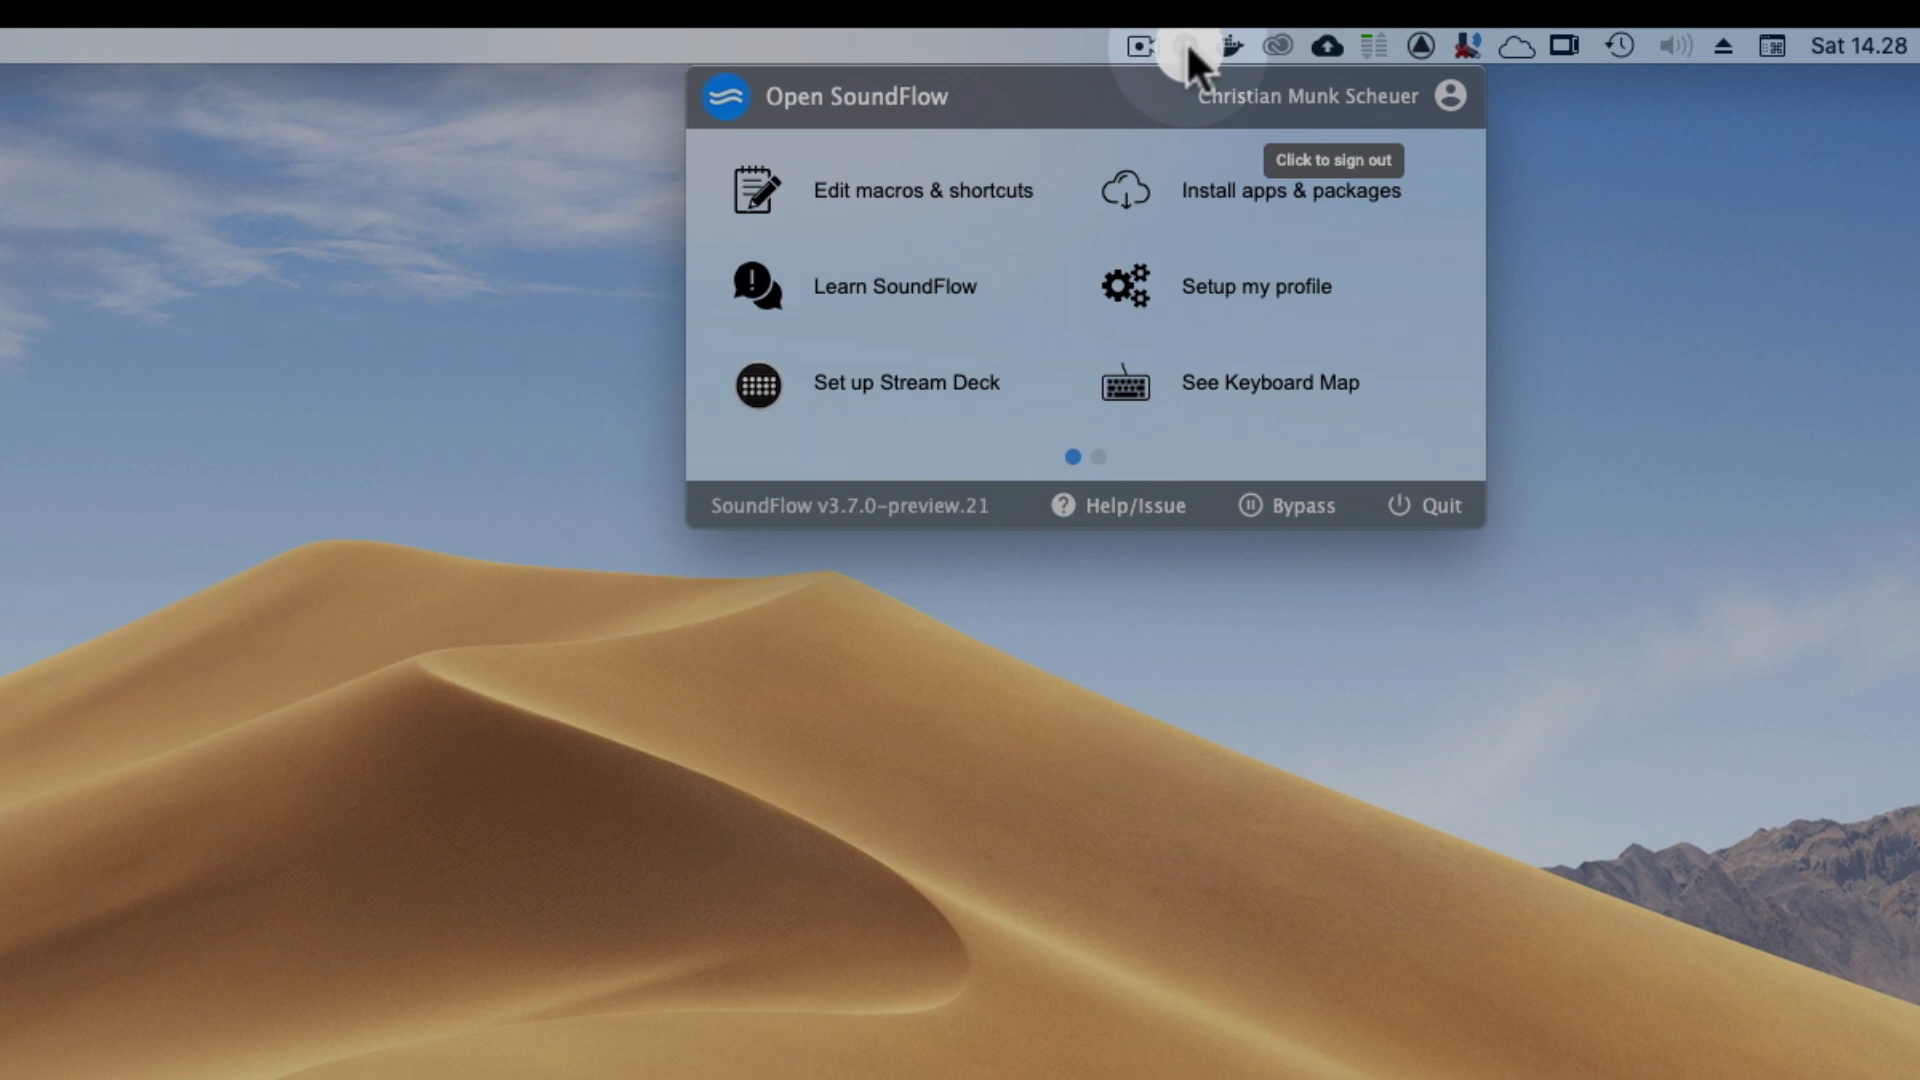 Sat 14.28
Open SoundFlow
Christian Munk Scheuer
Click to sign out
Edit macros & shortcuts
Install apps & packages
Learn SoundFlow
Setup my profile
Set up Stream Deck
See Keyboard Map
SoundFlow v3.7.0-preview.21
Help/Issue
Bypass
Quit